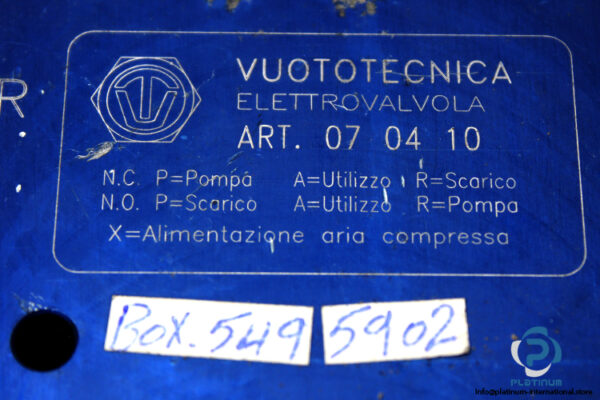 R
VUOTOTECNICA
ELETTROVALVOLA
ART. 07 04 10
N.C. P=Pompa A=Utilizzo R=Scarico
N.O. P=Scarico A=Utilizzo R=Pompa
X=Alimentazione aria compressa
BOX.549 5902
PLATINUM
info@platinum-international.store